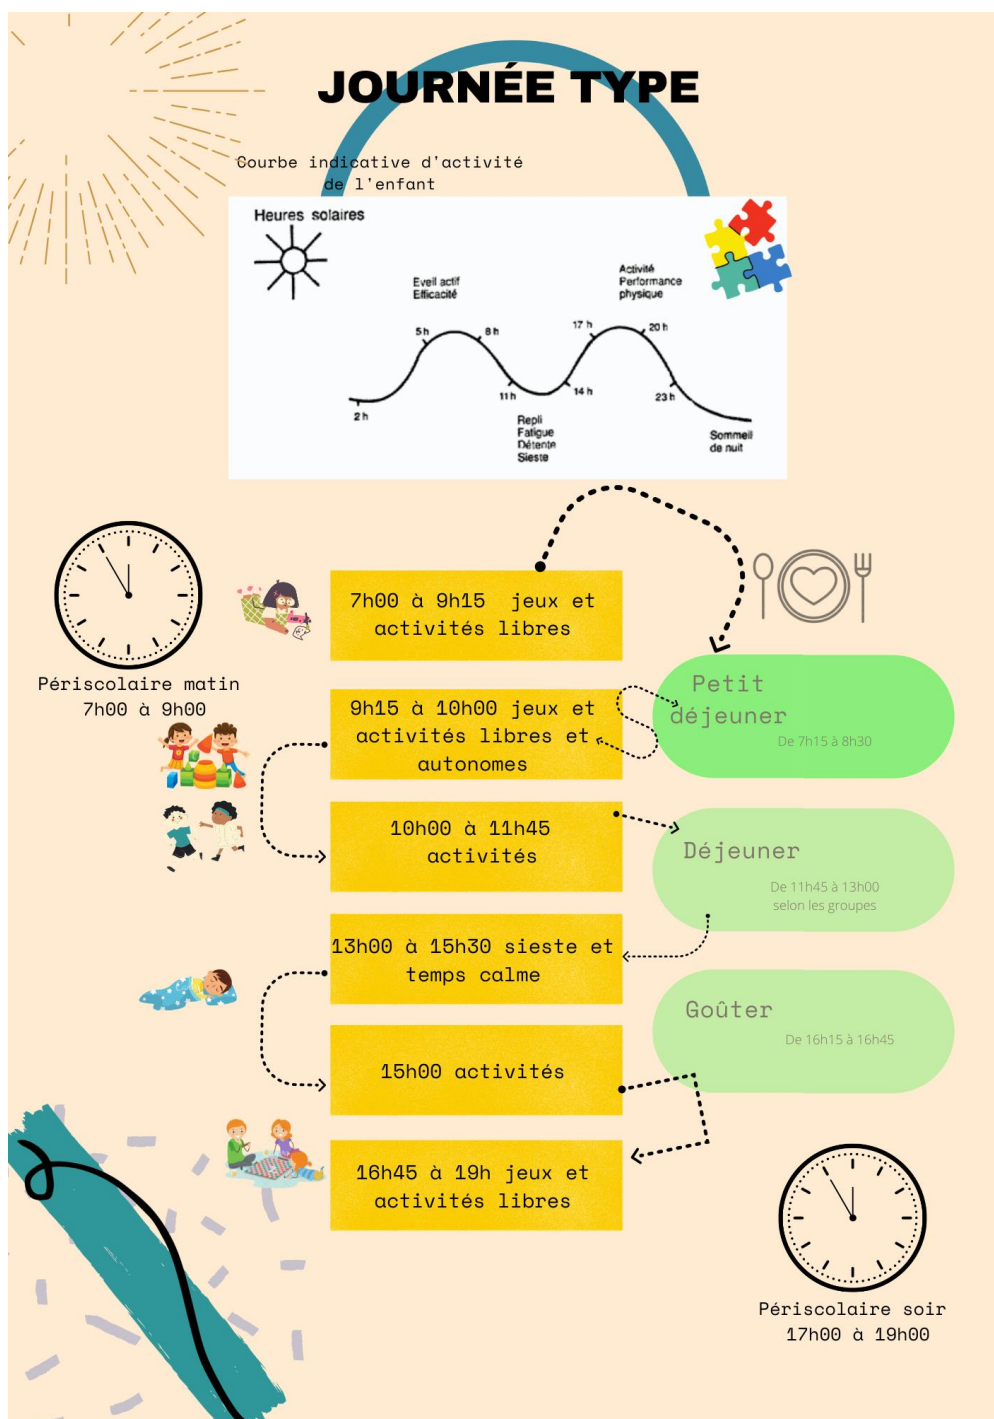 JOURNÉE TYPE
Courbe indicative d'activité
de l'enfant
Heures solaires
Eveil actif
Efficacité
Activité
Performance
physique
5h
8h
17 h
20 h
2h
11h
14 h
23h
Repli
Fatigue
Détente
Sieste
Sommeil
de nuit
Périscolaire matin
7h00 à 9h00
7h00 à 9h15 jeux et
activités libres
Petit
déjeuner
De 7h15 à 8h30
9h15 à 10h00 jeux et
activités libres et
autonomes
10h00 à 11h45
activités
Déjeuner
De 11h45 à 13h00
selon les groupes
13h00 à 15h30 sieste et
temps calme
Goûter
De 16h15 à 16h45
15h00 activités
16h45 à 19h jeux et
activités libres
Périscolaire soir
17h00 à 19h00